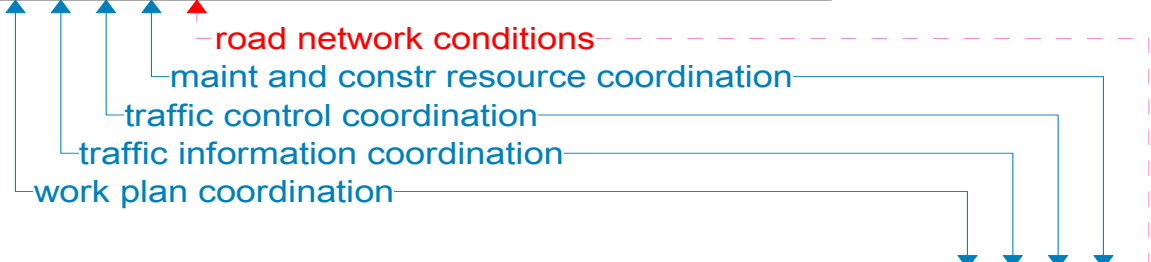 road network conditions
maint and constr resource coordination
traffic control coordination
traffic information coordination
work plan coordination